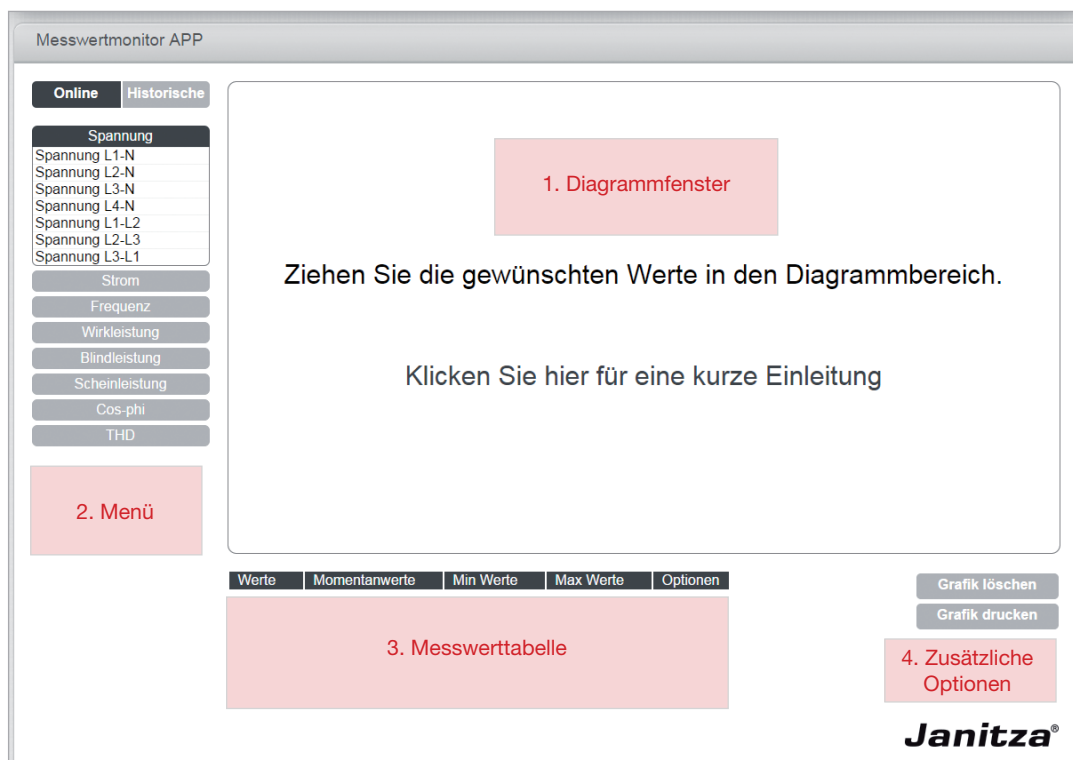 Messwertmonitor APP
Online Historische
Spannung
Spannung L1-N
Spannung L2-N
Spannung L3-N
Spannung L4-N
Spannung L1-L2
Spannung L2-L3
Spannung L3-L1
Strom
Frequenz
Wirkleistung
Blindleistung
Scheinleistung
Cos-phi
THD
2. Menü
1. Diagrammfenster
Ziehen Sie die gewünschten Werte in den Diagrammbereich.
Klicken Sie hier für eine kurze Einleitung
Werte Momentanwerte Min Werte Max Werte Optionen
3. Messwerttabelle
Grafik löschen
Grafik drucken
4. Zusätzliche
Optionen
Janitza®